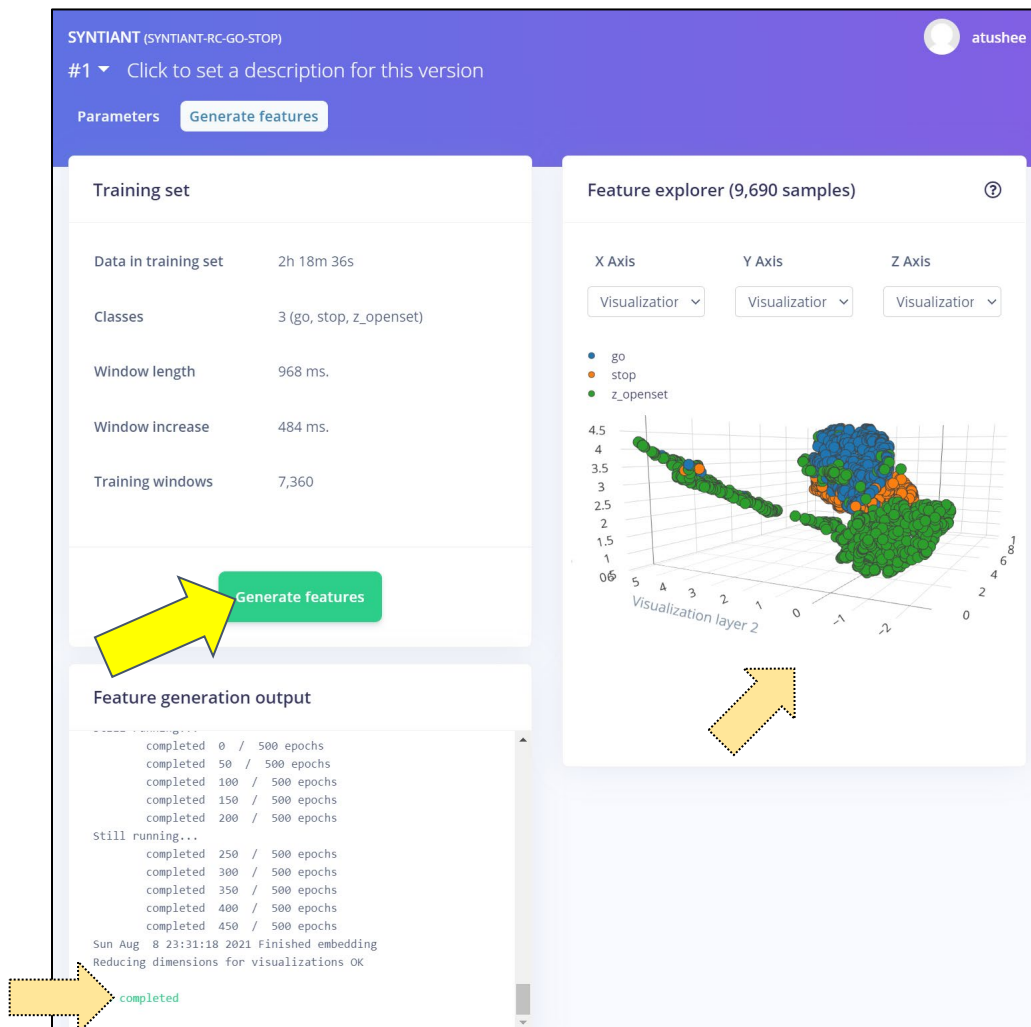 SYNTIANT (SYNTIANT-RC-GO-STOP)
atushee
#1 Click to set a description for this version
Parameters Generate features
Training set
Data in training set 2h 18m 36s
Classes 3 (go, stop, z_openset)
Window length 968 ms.
Window increase 484 ms.
Training windows 7,360
Generate features
Feature generation output
completed 0 / 500 epochs
completed 50 / 500 epochs
completed 100 / 500 epochs
completed 150 / 500 epochs
completed 200 / 500 epochs
Still running...
completed 250 / 500 epochs
completed 300 / 500 epochs
completed 350 / 500 epochs
completed 400 / 500 epochs
completed 450 / 500 epochs
Sun Aug 8 23:31:18 2021 Finished embedding
Reducing dimensions for visualizations OK
completed
Feature explorer (9,690 samples)
X Axis Y Axis Z Axis
Visualization Visualization Visualization
go
stop
z_openset
4.5
4
3.5
3
2.5
2
1.5
1
5 4 3 2 1 0 -1 -2
Visualization layer 2
0 2 4 6 8